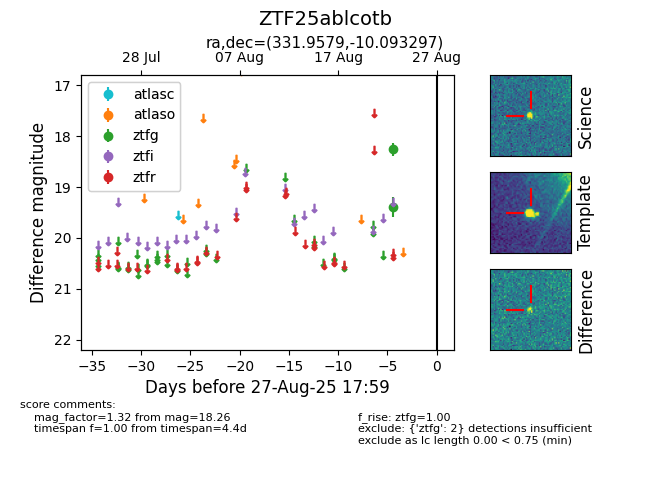 ZTF25ablcotb
ra,dec=(331.9579,-10.093297)
28 Jul 07 Aug 17 Aug 27 Aug
17
18
19
20
21
22
Difference magnitude
atlasc
atlaso
ztfg
ztfi
ztfr
−35 −30 −25 −20 −15 −10 −5 0
Days before 27-Aug-25 17:59
Science
Template
Difference
score comments:
mag_factor=1.32 from mag=18.26
timespan f=1.00 from timespan=4.4d
f_rise: ztfg=1.00
exclude: {'ztfg': 2} detections insufficient
exclude as lc length 0.00 < 0.75 (min)